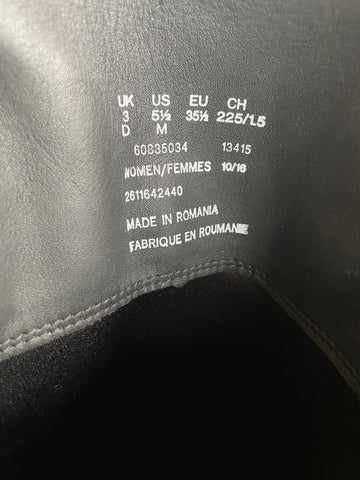 UK US EU CH
3 5½ 35½ 225/1.5
D M
60835034 13415
WOMEN/FEMMES 10/16
2611642440
MADE IN ROMANIA
FABRIQUE EN ROUMANIE